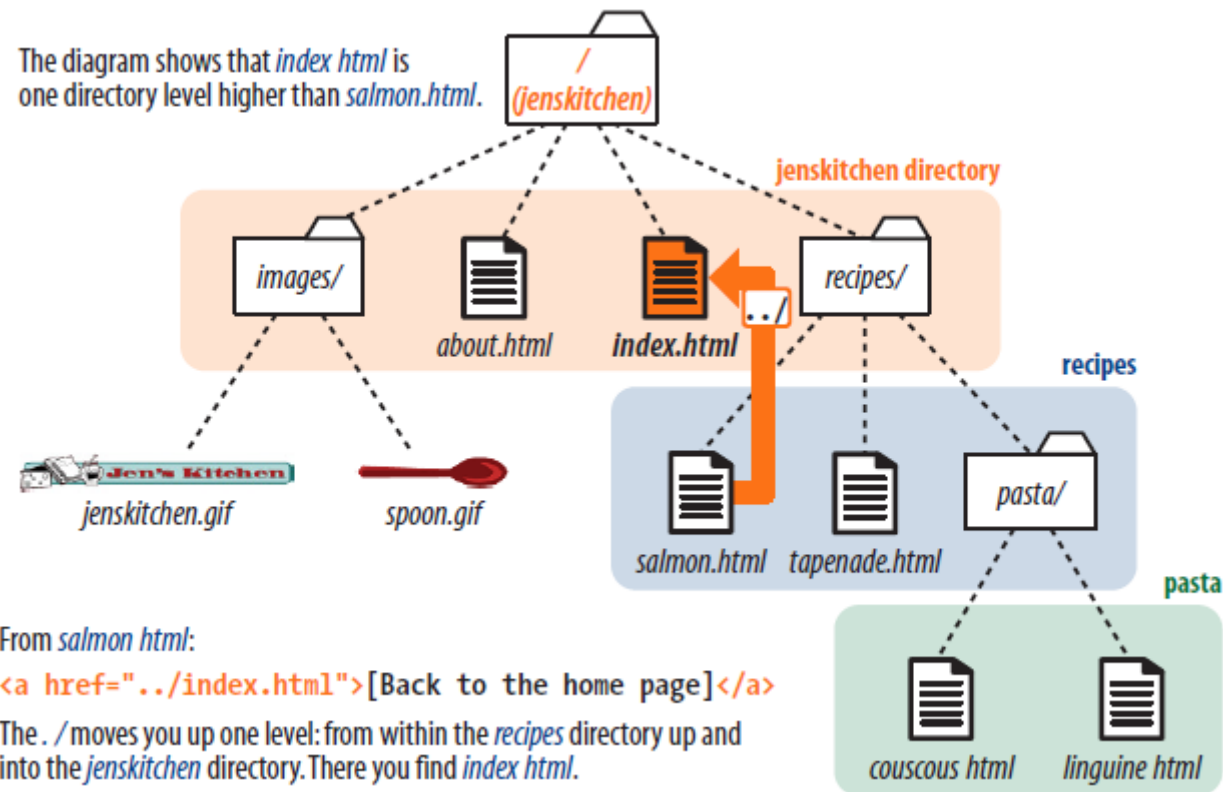 The diagram shows that index html is
one directory level higher than salmon.html.
/
(jenskitchen)
jenskitchen directory
images/
about.html
index.html
../
recipes/
recipes
Jen's Kitchen
jenskitchen.gif
spoon.gif
salmon.html
tapenade.html
pasta/
pasta
couscous html
linguine html
From salmon html:
<a href="../index.html">[Back to the home page]</a>
The . / moves you up one level: from within the recipes directory up and
into the jenskitchen directory. There you find index html.